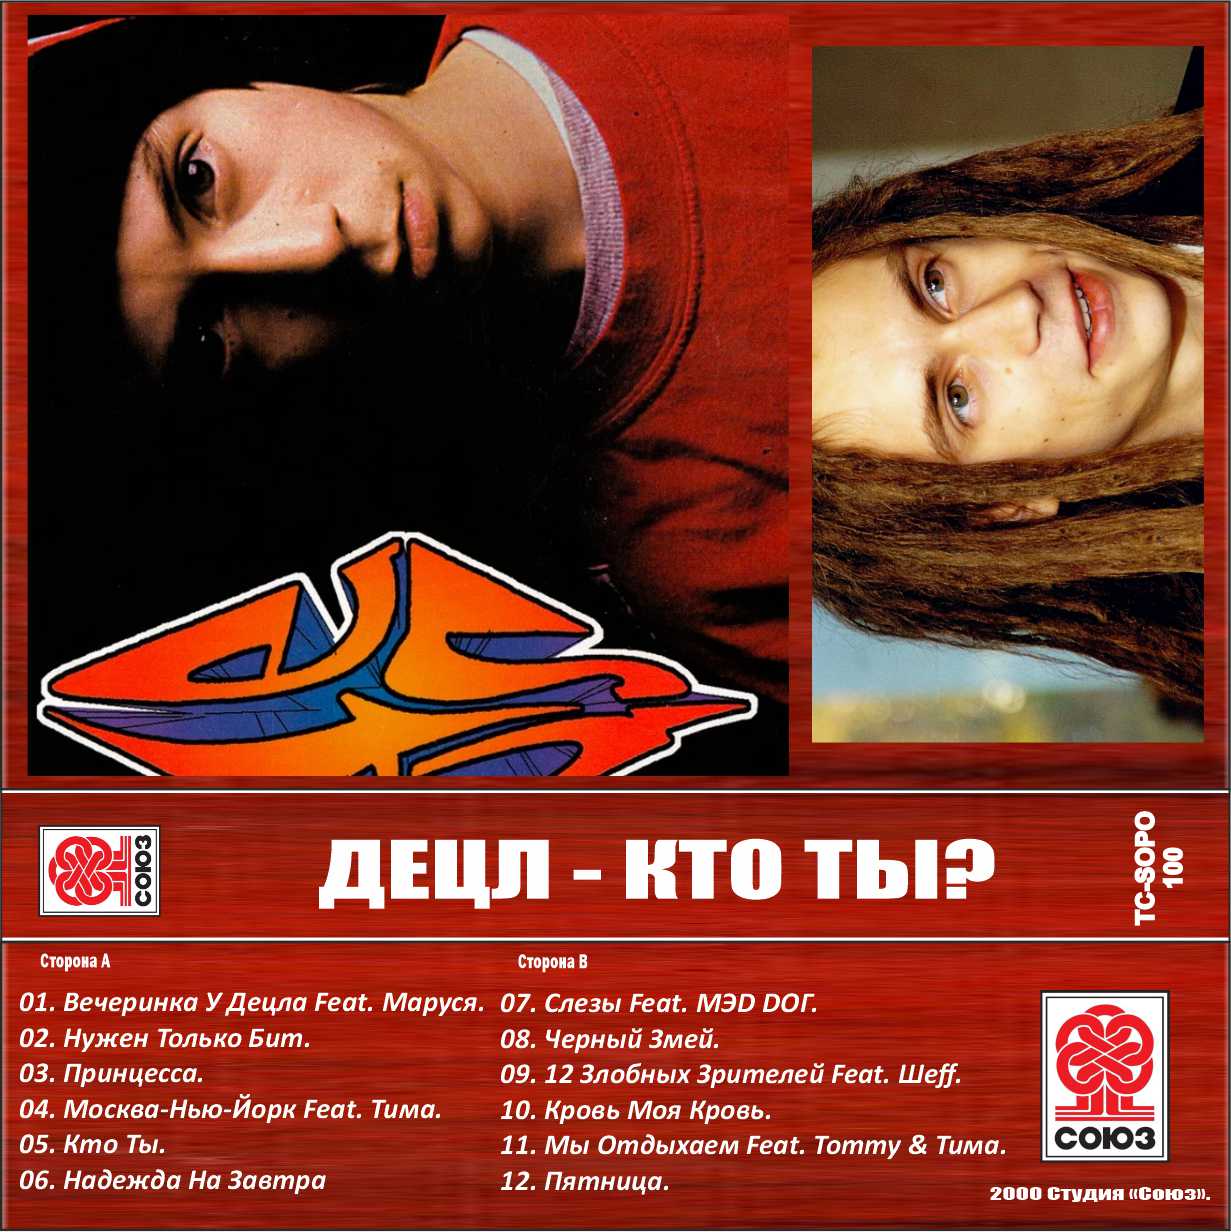 СОЮЗ
ДЕЦЛ - КТО ТЫ?
TC-SOPO
100
Сторона А
01. Вечеринка У Децла Feat. Маруся.
02. Нужен Только Бит.
03. Принцесса.
04. Москва-Нью-Йорк Feat. Тима.
05. Кто Ты.
06. Надежда На Завтра
Сторона В
07. Слезы Feat. МЭD DОГ.
08. Черный Змей.
09. 12 Злобных Зрителей Feat. Шеff.
10. Кровь Моя Кровь.
11. Мы Отдыхаем Feat. Tommy & Тима.
12. Пятница.
СОЮЗ
2000 Студия «Союз».